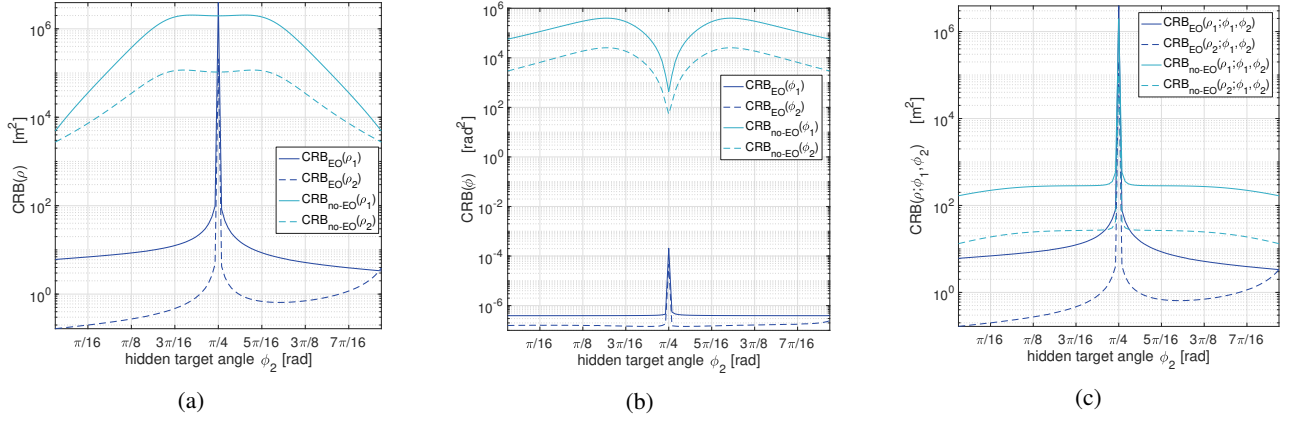 10^6
10^4
10^2
10^0
CRB(ρ) [m^2]
CRB_EO(ρ_1)
CRB_EO(ρ_2)
CRB_no-EO(ρ_1)
CRB_no-EO(ρ_2)
π/16 π/8 3π/16 π/4 5π/16 3π/8 7π/16
hidden target angle ϕ_2 [rad]
(a)
10^6
10^4
10^2
10^0
10^-2
10^-4
10^-6
CRB(ϕ) [rad^2]
CRB_EO(ϕ_1)
CRB_EO(ϕ_2)
CRB_no-EO(ϕ_1)
CRB_no-EO(ϕ_2)
π/16 π/8 3π/16 π/4 5π/16 3π/8 7π/16
hidden target angle ϕ_2 [rad]
(b)
10^6
10^4
10^2
10^0
CRB(ρ;ϕ_1,ϕ_2) [m^2]
CRB_EO(ρ_1;ϕ_1,ϕ_2)
CRB_EO(ρ_2;ϕ_1,ϕ_2)
CRB_no-EO(ρ_1;ϕ_1,ϕ_2)
CRB_no-EO(ρ_2;ϕ_1,ϕ_2)
π/16 π/8 3π/16 π/4 5π/16 3π/8 7π/16
hidden target angle ϕ_2 [rad]
(c)